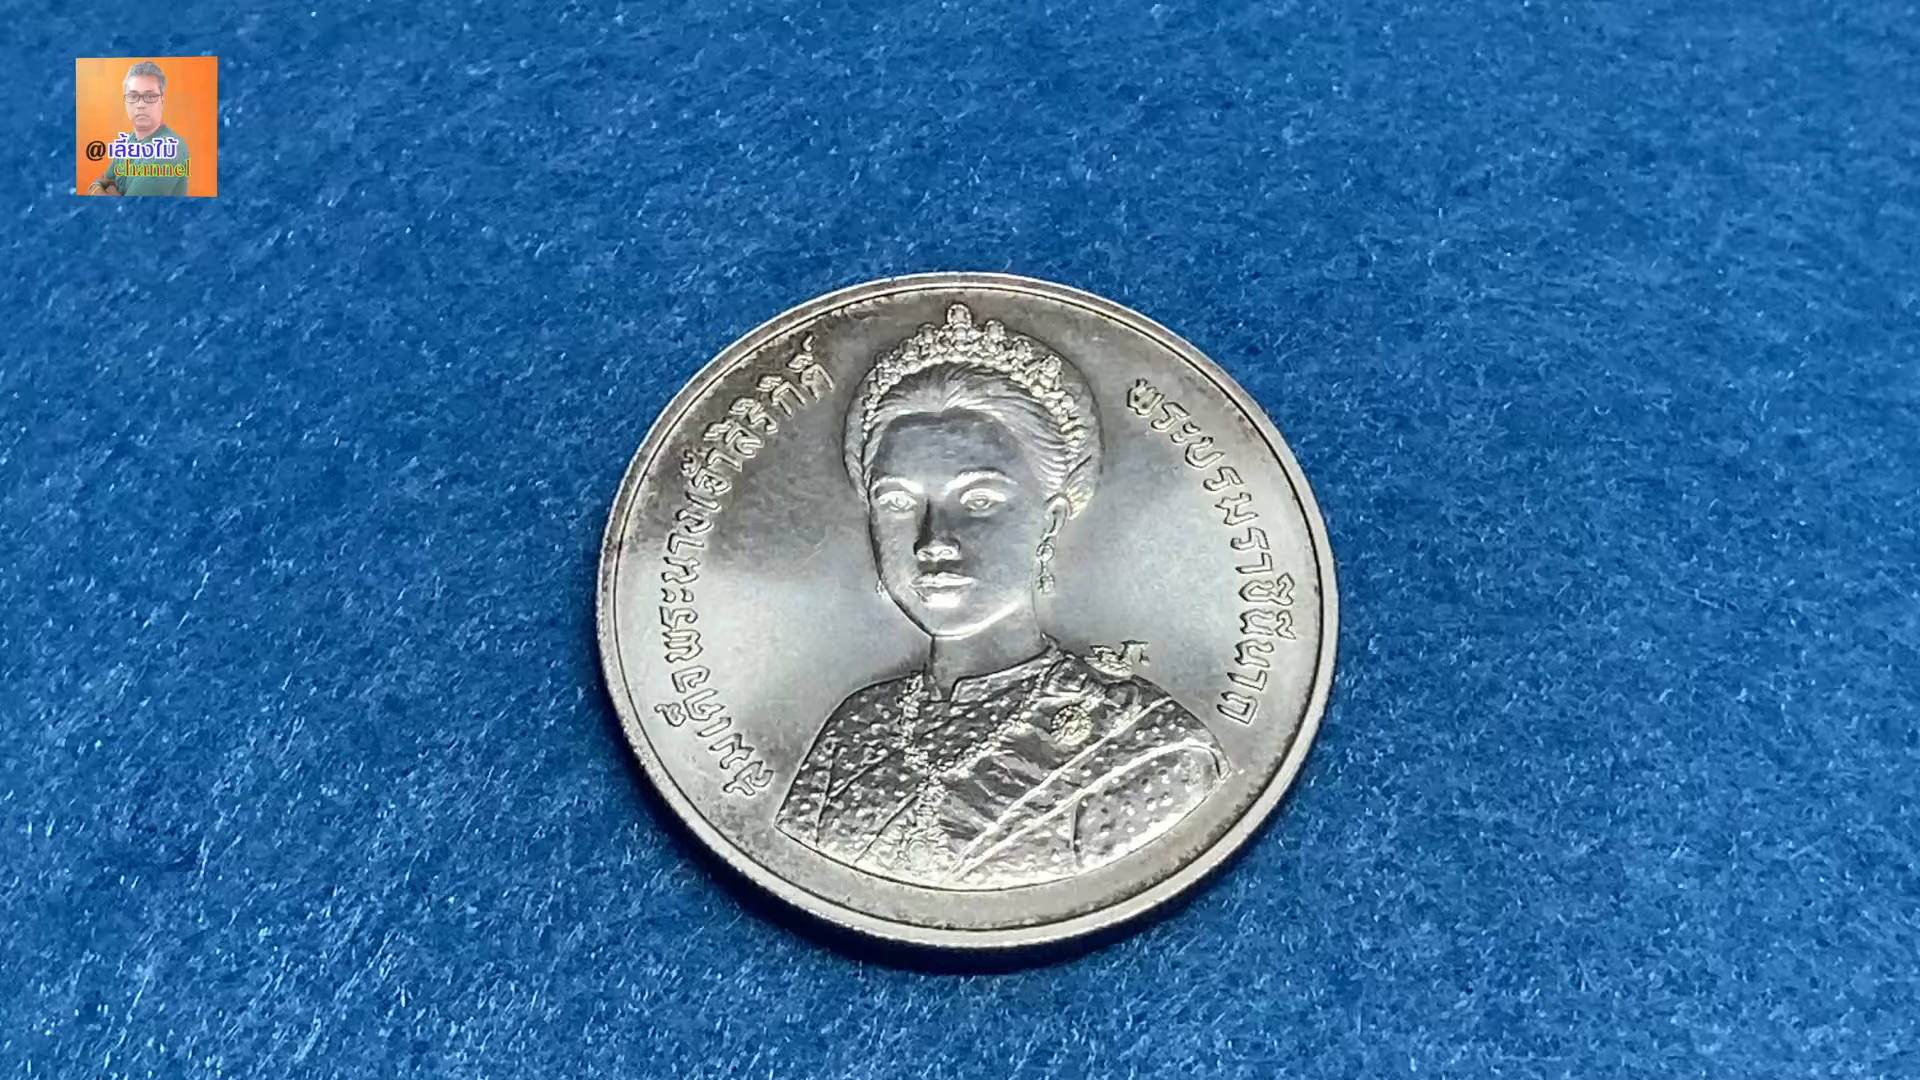 @เลี้ยงไม้
channel
สมเด็จพระนางเจ้าสิริกิติ์
พระบรมราชินีนาถ